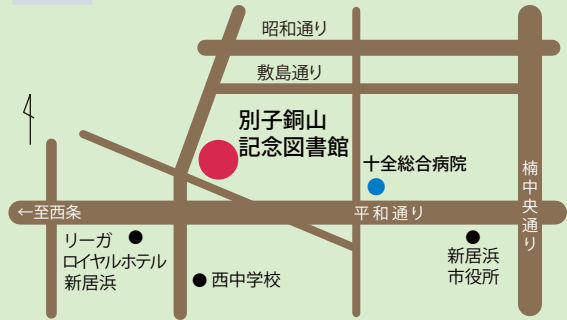 昭和通り
敷島通り
別子銅山
記念図書館
十全総合病院
楠中央通り
←至西条
平和通り
リーガ
ロイヤルホテル
新居浜
西中学校
新居浜
市役所